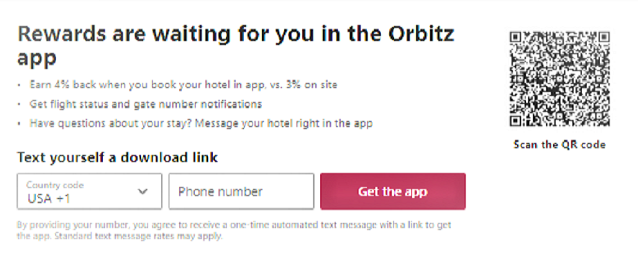 Rewards are waiting for you in the Orbitz
app
• Earn 4% back when you book your hotel in app, vs. 3% on site
• Get flight status and gate number notifications
• Have questions about your stay? Message your hotel right in the app
Scan the QR code
Text yourself a download link
Country code
USA +1
Phone number
Get the app
By providing your number, you agree to receive a one-time automated text message with a link to get
the app. Standard text message rates may apply.